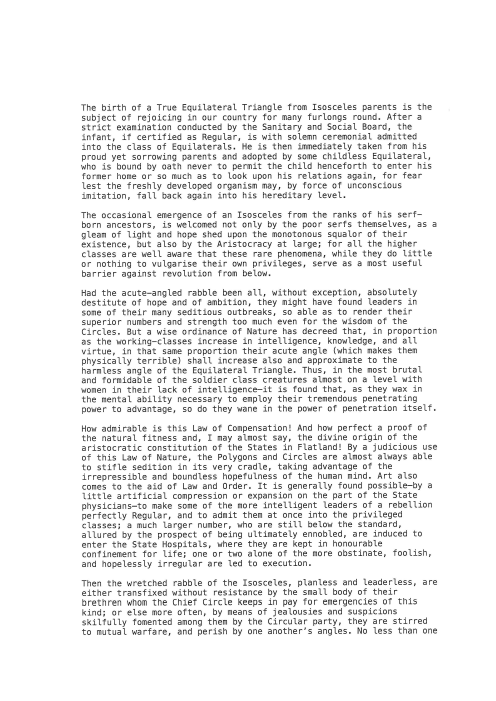 The birth of a True Equilateral Triangle from Isosceles parents is the
subject of rejoicing in our country for many furlongs round. After a
strict examination conducted by the Sanitary and Social Board, the
infant, if certified as Regular, is with solemn ceremonial admitted
into the class of Equilaterals. He is then immediately taken from his
proud yet sorrowing parents and adopted by some childless Equilateral,
who is bound by oath never to permit the child henceforth to enter his
former home or so much as to look upon his relations again, for fear
lest the freshly developed organism may, by force of unconscious
imitation, fall back again into his hereditary level.

The occasional emergence of an Isosceles from the ranks of his serf-
born ancestors, is welcomed not only by the poor serfs themselves, as a
gleam of light and hope shed upon the monotonous squalor of their
existence, but also by the Aristocracy at large; for all the higher
classes are well aware that these rare phenomena, while they do little
or nothing to vulgarise their own privileges, serve as a most useful
barrier against revolution from below.

Had the acute-angled rabble been all, without exception, absolutely
destitute of hope and of ambition, they might have found leaders in
some of their many seditious outbreaks, so able as to render their
superior numbers and strength too much even for the wisdom of the
Circles. But a wise ordinance of Nature has decreed that, in proportion
as the working-classes increase in intelligence, knowledge, and all
virtue, in that same proportion their acute angle (which makes them
physically terrible) shall increase also and approximate to the
harmless angle of the Equilateral Triangle. Thus, in the most brutal
and formidable of the soldier class creatures almost on a level with
women in their lack of intelligence—it is found that, as they wax in
the mental ability necessary to employ their tremendous penetrating
power to advantage, so do they wane in the power of penetration itself.

How admirable is this Law of Compensation! And how perfect a proof of
the natural fitness and, I may almost say, the divine origin of the
aristocratic constitution of the States in Flatland! By a judicious use
of this Law of Nature, the Polygons and Circles are almost always able
to stifle sedition in its very cradle, taking advantage of the
irrepressible and boundless hopefulness of the human mind. Art also
comes to the aid of Law and Order. It is generally found possible—by a
little artificial compression or expansion on the part of the State
physicians—to make some of the more intelligent leaders of a rebellion
perfectly Regular, and to admit them at once into the privileged
classes; a much larger number, who are still below the standard,
allured by the prospect of being ultimately ennobled, are induced to
enter the State Hospitals, where they are kept in honourable
confinement for life; one or two alone of the more obstinate, foolish,
and hopelessly irregular are led to execution.

Then the wretched rabble of the Isosceles, planless and leaderless, are
either transfixed without resistance by the small body of their
brethren whom the Chief Circle keeps in pay for emergencies of this
kind; or else more often, by means of jealousies and suspicions
skilfully fomented among them by the Circular party, they are stirred
to mutual warfare, and perish by one another's angles. No less than one